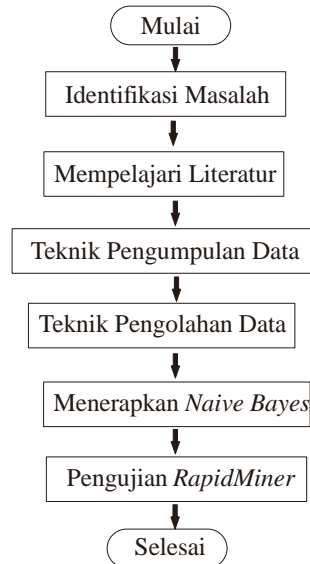 Mulai
Identifikasi Masalah
Mempelajari Literatur
Teknik Pengumpulan Data
Teknik Pengolahan Data
Menerapkan Naive Bayes
Pengujian RapidMiner
Selesai